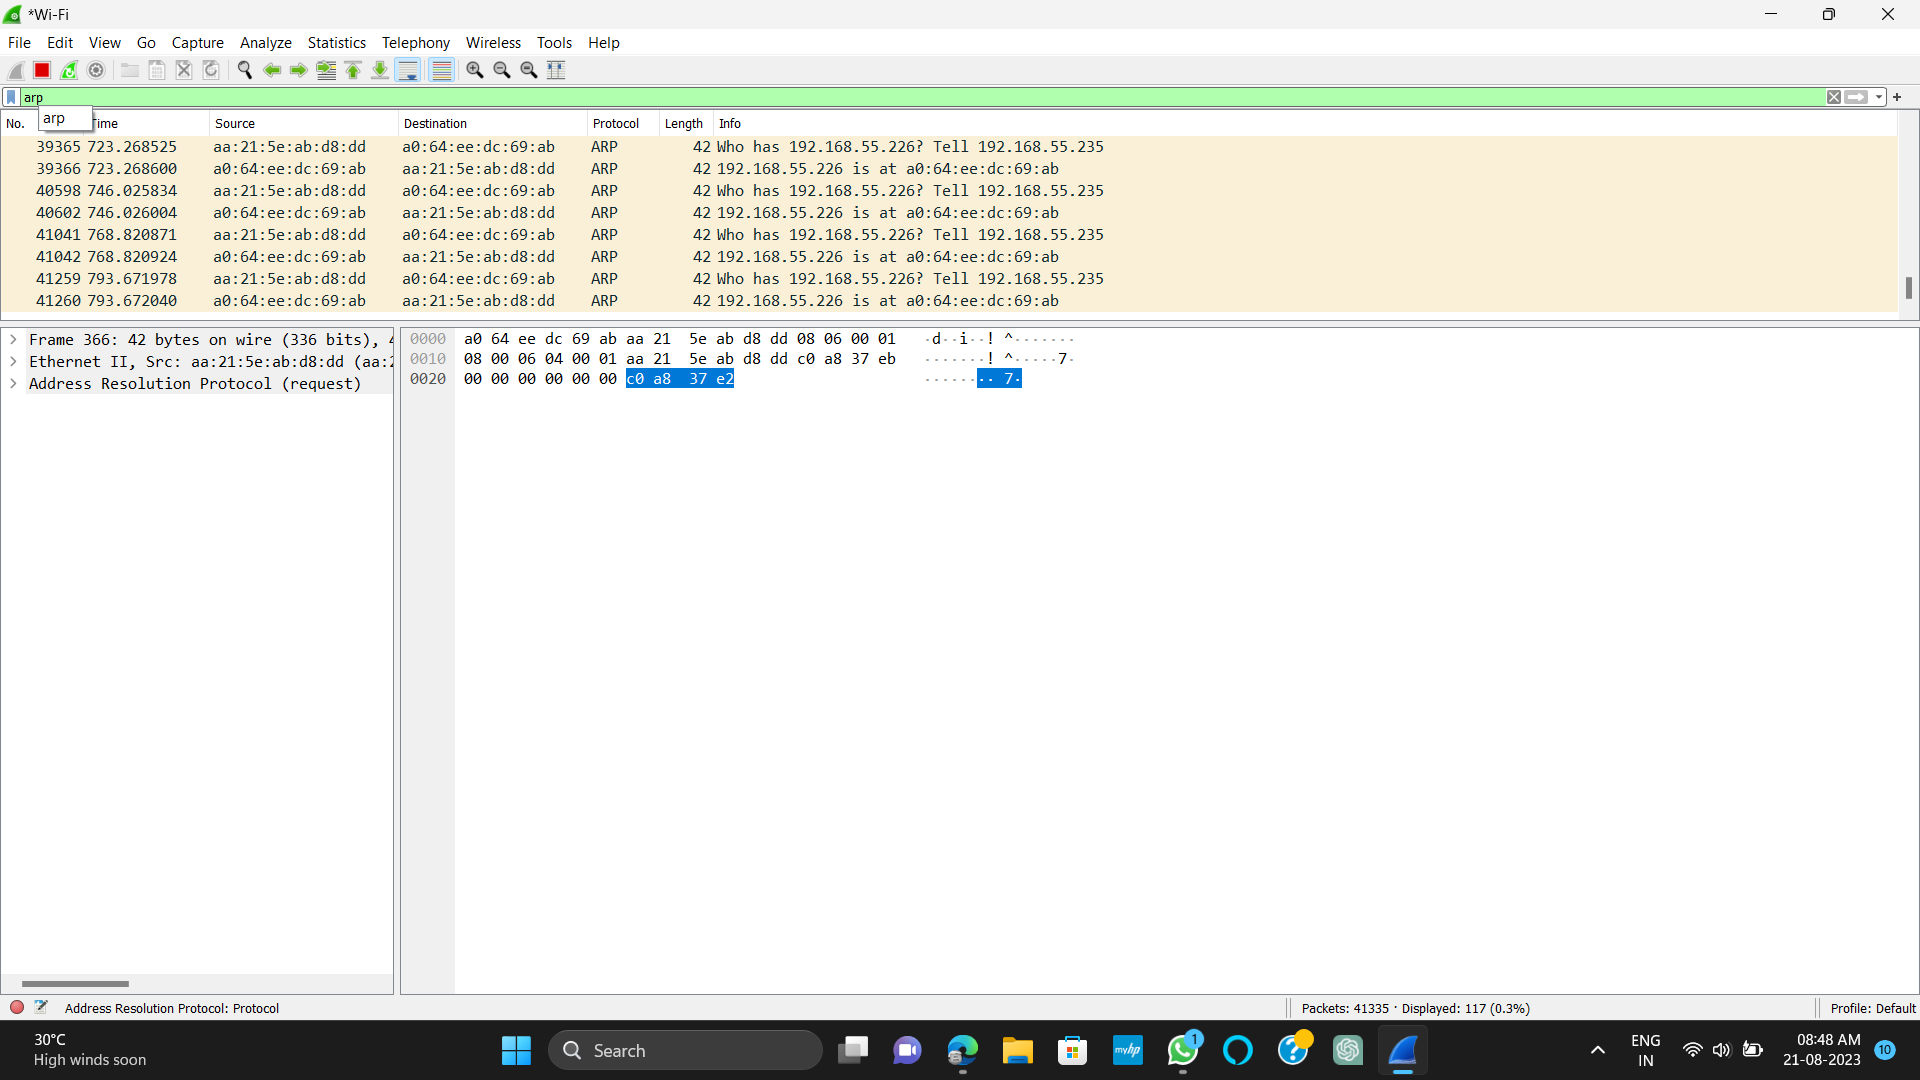 *Wi-Fi
File Edit View Go Capture Analyze Statistics Telephony Wireless Tools Help
arp
arp
No. Time Source Destination Protocol Length Info
39365 723.268525 aa:21:5e:ab:d8:dd a0:64:ee:dc:69:ab ARP 42 Who has 192.168.55.226? Tell 192.168.55.235
39366 723.268600 a0:64:ee:dc:69:ab aa:21:5e:ab:d8:dd ARP 42 192.168.55.226 is at a0:64:ee:dc:69:ab
40598 746.025834 aa:21:5e:ab:d8:dd a0:64:ee:dc:69:ab ARP 42 Who has 192.168.55.226? Tell 192.168.55.235
40602 746.026004 a0:64:ee:dc:69:ab aa:21:5e:ab:d8:dd ARP 42 192.168.55.226 is at a0:64:ee:dc:69:ab
41041 768.820871 aa:21:5e:ab:d8:dd a0:64:ee:dc:69:ab ARP 42 Who has 192.168.55.226? Tell 192.168.55.235
41042 768.820924 a0:64:ee:dc:69:ab aa:21:5e:ab:d8:dd ARP 42 192.168.55.226 is at a0:64:ee:dc:69:ab
41259 793.671978 aa:21:5e:ab:d8:dd a0:64:ee:dc:69:ab ARP 42 Who has 192.168.55.226? Tell 192.168.55.235
41260 793.672040 a0:64:ee:dc:69:ab aa:21:5e:ab:d8:dd ARP 42 192.168.55.226 is at a0:64:ee:dc:69:ab
Frame 366: 42 bytes on wire (336 bits), 4
Ethernet II, Src: aa:21:5e:ab:d8:dd (aa:2
Address Resolution Protocol (request)
0000 a0 64 ee dc 69 ab aa 21 5e ab d8 dd 08 06 00 01 ·d··i··! ^·······
0010 08 00 06 04 00 01 aa 21 5e ab d8 dd c0 a8 37 eb ·······! ^·····7·
0020 00 00 00 00 00 00 c0 a8 37 e2 ········ 7·
Address Resolution Protocol: Protocol
Packets: 41335 · Displayed: 117 (0.3%)
Profile: Default
30°C
High winds soon
Search
myhp
1
ENG
IN
08:48 AM
21-08-2023
10